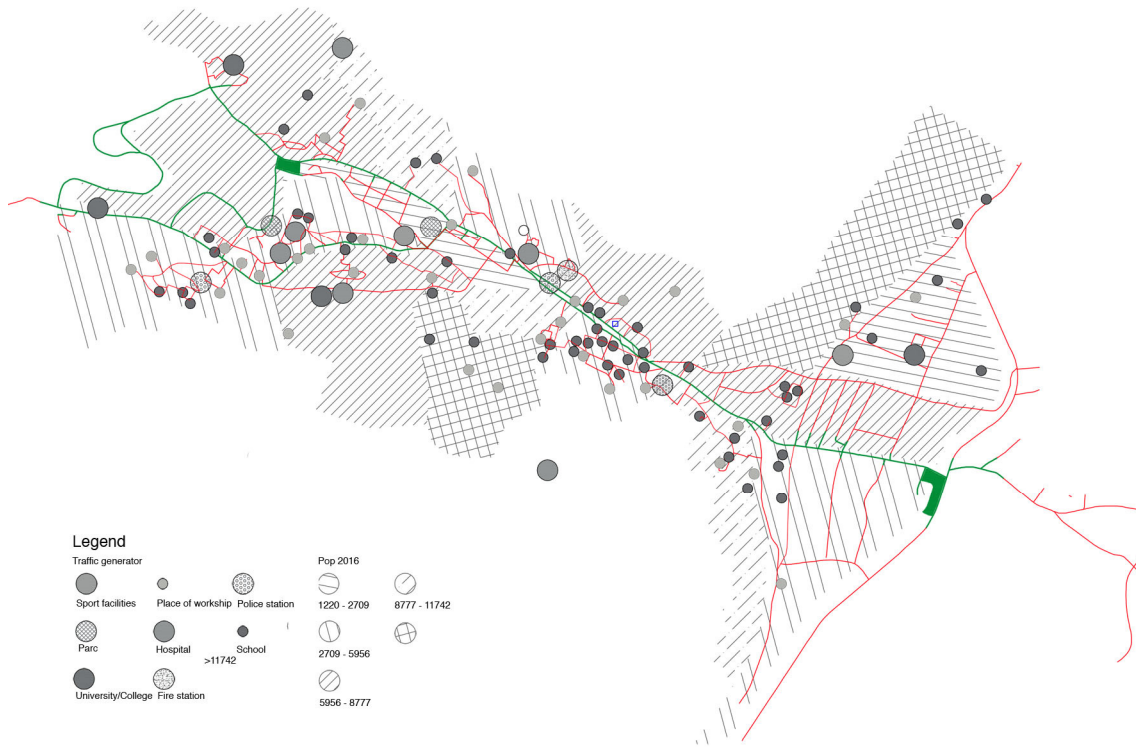 Legend
Traffic generator
Pop 2016
Sport facilities
Place of workship
Police station
1220 - 2709
8777 - 11742
Parc
Hospital
School
>11742
2709 - 5956
University/College
Fire station
5956 - 8777